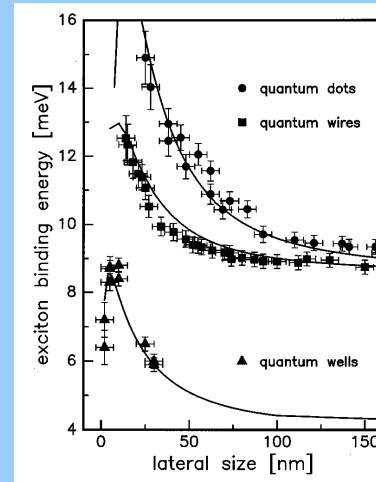 exciton binding energy [meV]
16
14
12
10
8
6
4
quantum dots
quantum wires
quantum wells
0
50
100
150
lateral size [nm]